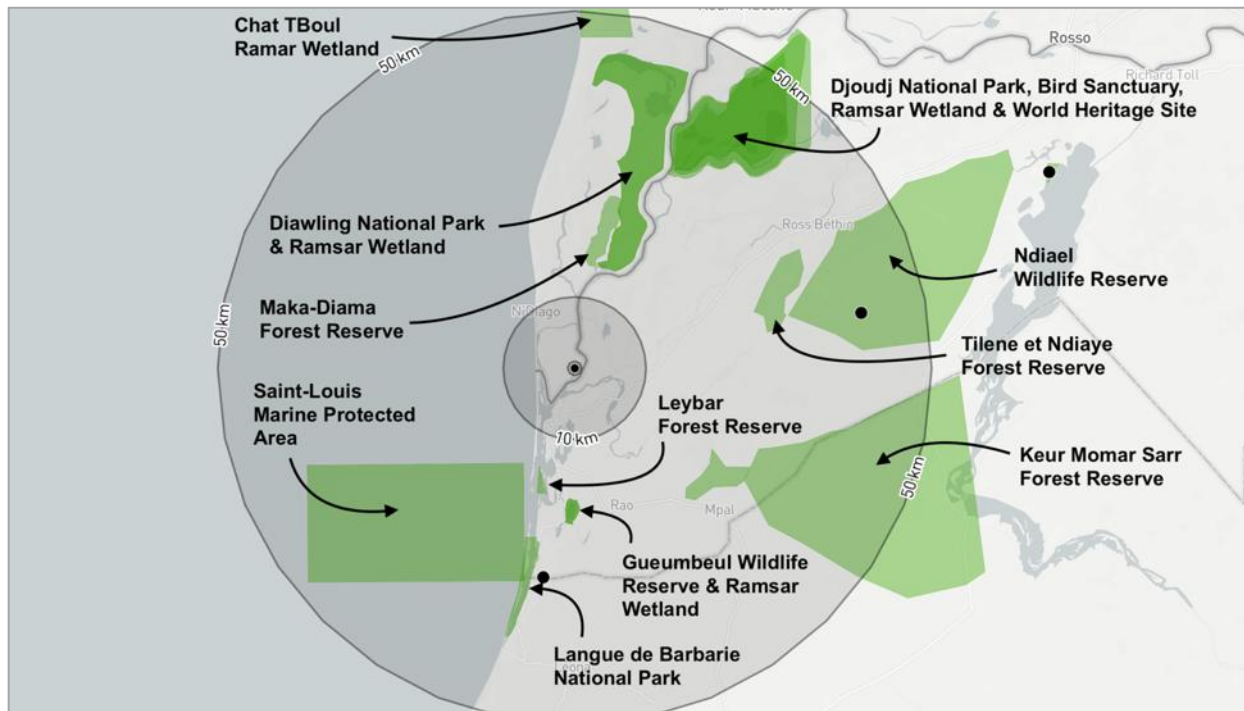 Chat TBoul
Ramar Wetland
50 km
50 km
Rosso
Richard Toll
Djoudj National Park, Bird Sanctuary,
Ramsar Wetland & World Heritage Site
Diawling National Park
& Ramsar Wetland
Ross Béthio
Ndiael
Wildlife Reserve
Maka-Diama
Forest Reserve
N'Diago
50 km
Tilene et Ndiaye
Forest Reserve
Saint-Louis
Marine Protected
Area
Leybar
Forest Reserve
10 km
Keur Momar Sarr
Forest Reserve
50 km
Rao
Mpal
Gueumbeul Wildlife
Reserve & Ramsar
Wetland
Langue de Barbarie
National Park